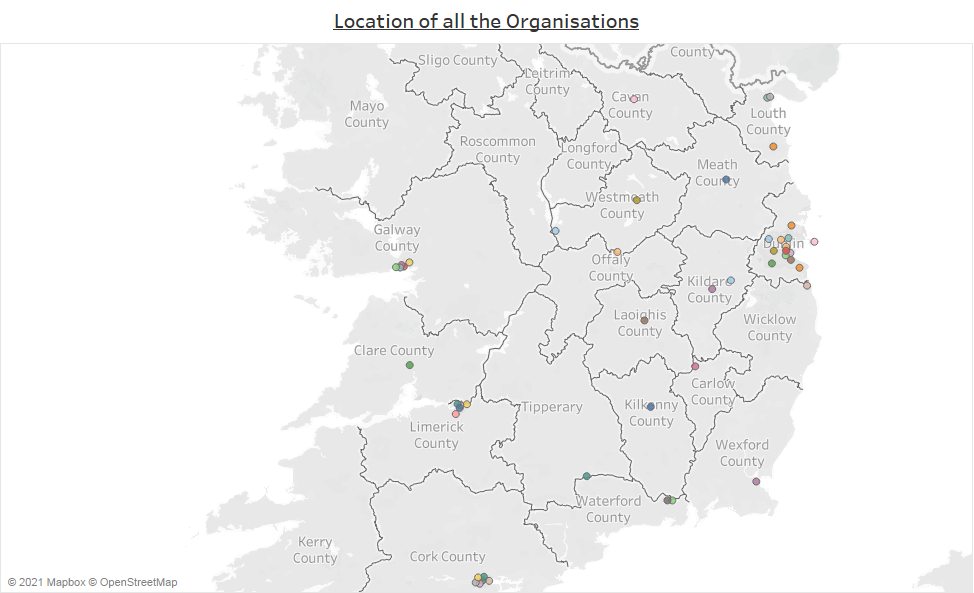 Location of all the Organisations
County
Sligo County
Leitrim
County
Cavan
County
Mayo
County
Louth
County
Roscommon
County
Longford
County
Meath
County
Westmeath
County
Galway
County
Dublin
Offaly
County
Kildare
County
Laoighis
County
Wicklow
County
Clare County
Carlow
County
Tipperary
Kilkenny
County
Limerick
County
Wexford
County
Waterford
County
Kerry
County
Cork County
© 2021 Mapbox © OpenStreetMap